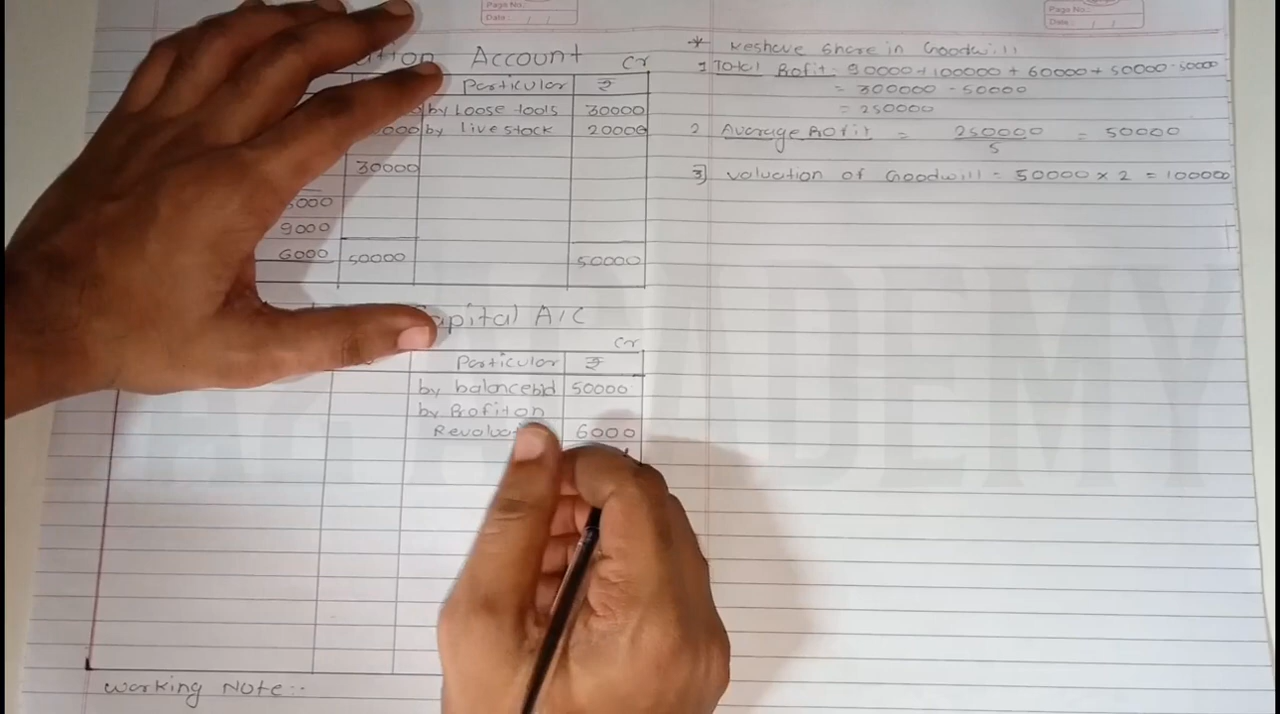 Page No.:
Date: / /
Page No.:
Date: / /
Account
Cr
Particular ₹
by Loose tools 30000
by live stock 20000
30000
9000
6000 50000 50000
Capital A/C
Cr
Particular ₹
by balance b/d 50000
by Profit on
6000
Working Note:-
* Keshave Share in Goodwill
1 Total Profit = 90000 + 100000 + 60000 + 50000 - 50000
= 300000 - 50000
= 250000
2 Average Profit = 250000 / 5 = 50000
3] Valuation of Goodwill = 50000 × 2 = 100000
ACADEMY